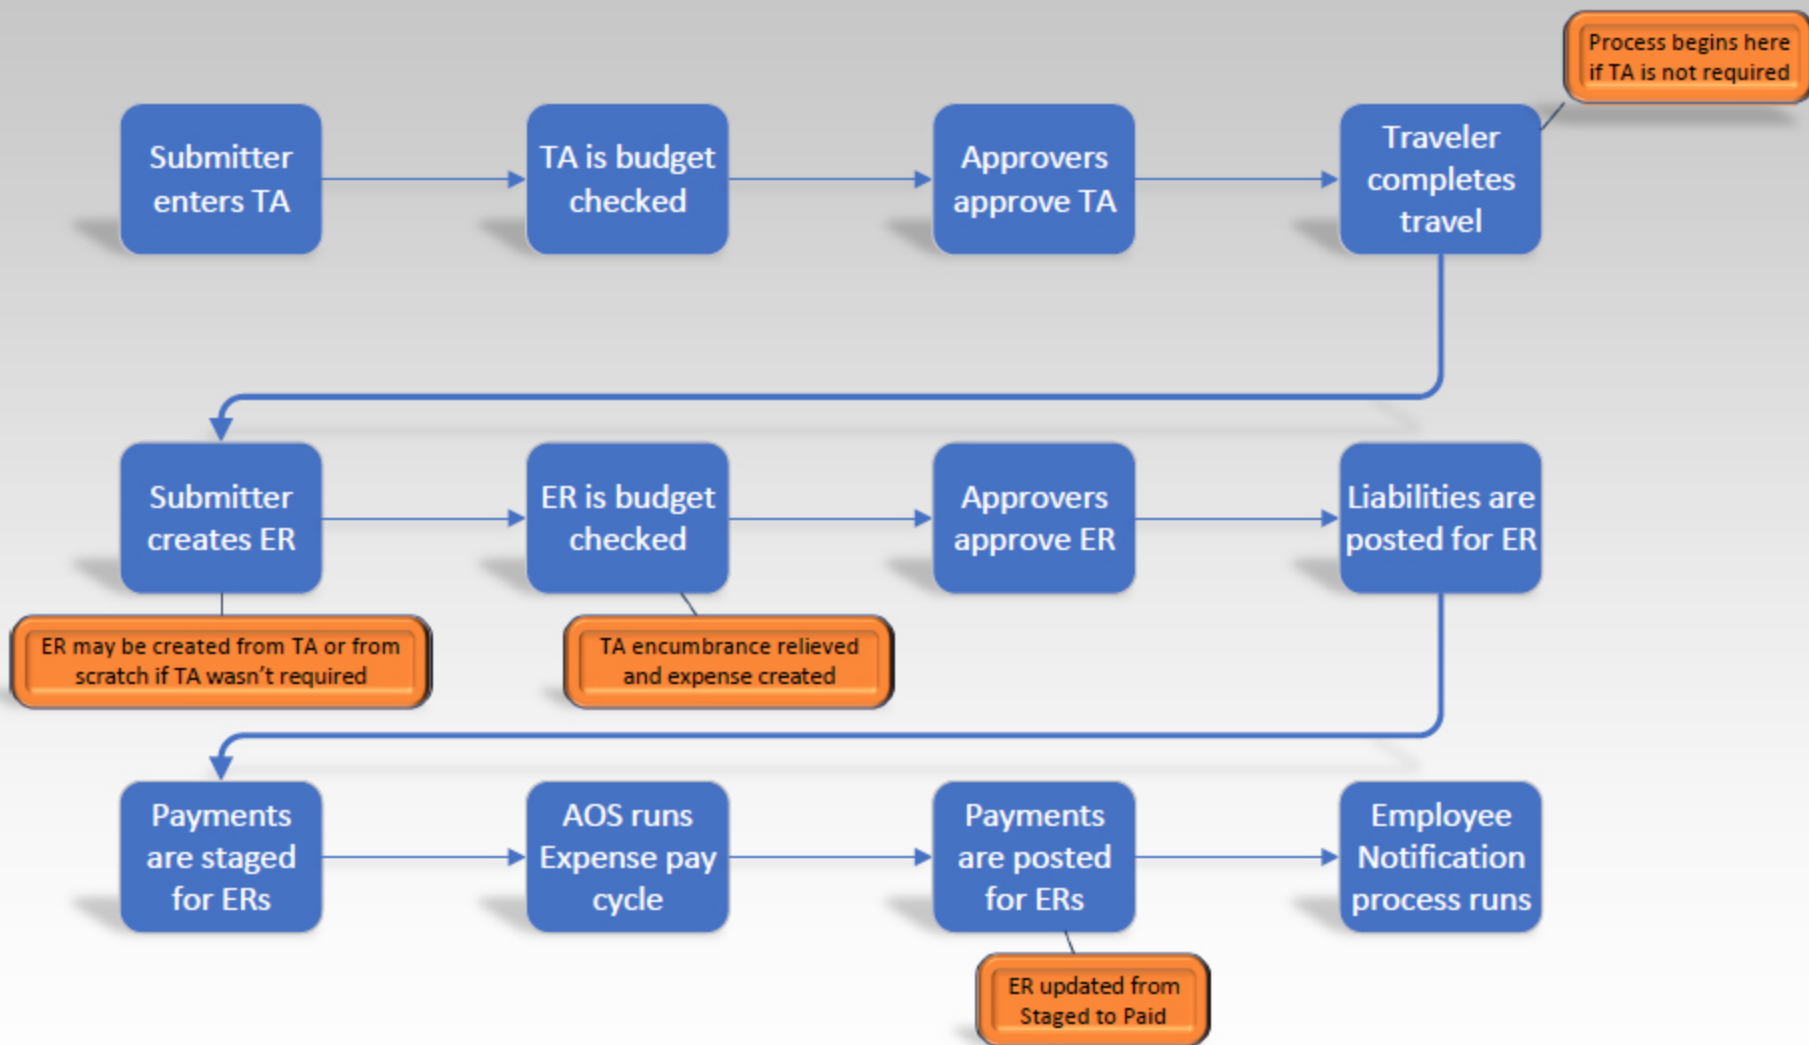 Process begins here
if TA is not required
Submitter
enters TA
TA is budget
checked
Approvers
approve TA
Traveler
completes
travel
Submitter
creates ER
ER is budget
checked
Approvers
approve ER
Liabilities are
posted for ER
ER may be created from TA or from
scratch if TA wasn't required
TA encumbrance relieved
and expense created
Payments
are staged
for ERs
AOS runs
Expense pay
cycle
Payments
are posted
for ERs
Employee
Notification
process runs
ER updated from
Staged to Paid